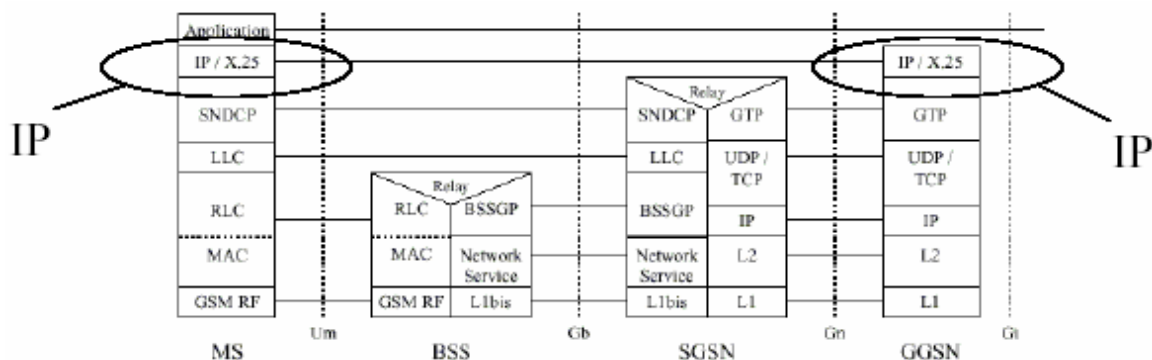 Application
IP / X.25
IP / X.25
IP
IP
Relay
SNDCP
SNDCP
GTP
GTP
LLC
LLC
UDP /
TCP
UDP /
TCP
Relay
RLC
RLC
BSSGP
BSSGP
IP
IP
MAC
MAC
Network
Service
Network
Service
L2
L2
GSM RF
GSM RF
L1bis
L1bis
L1
L1
Um
Gb
Gn
Gi
MS
BSS
SGSN
GGSN